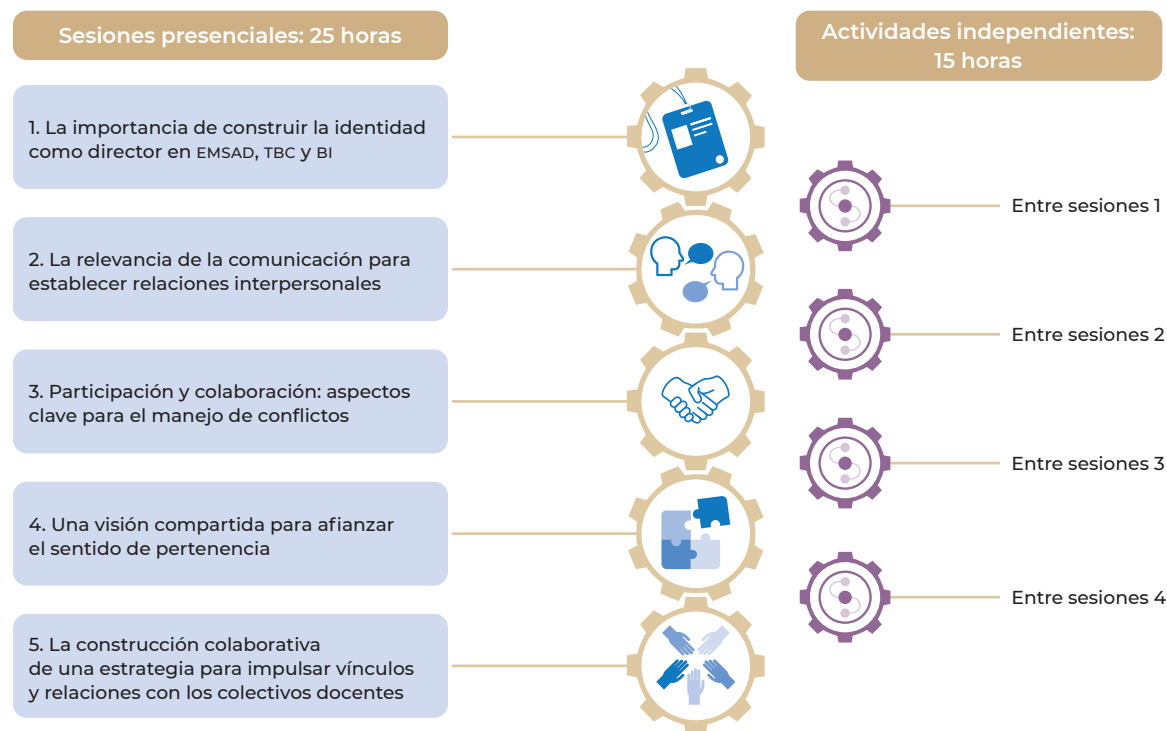 Sesiones presenciales: 25 horas
1. La importancia de construir la identidad
como director en EMSAD, TBC y BI
2. La relevancia de la comunicación para
establecer relaciones interpersonales
3. Participación y colaboración: aspectos
clave para el manejo de conflictos
4. Una visión compartida para afianzar
el sentido de pertenencia
5. La construcción colaborativa
de una estrategia para impulsar vínculos
y relaciones con los colectivos docentes
Actividades independientes:
15 horas
Entre sesiones 1
Entre sesiones 2
Entre sesiones 3
Entre sesiones 4